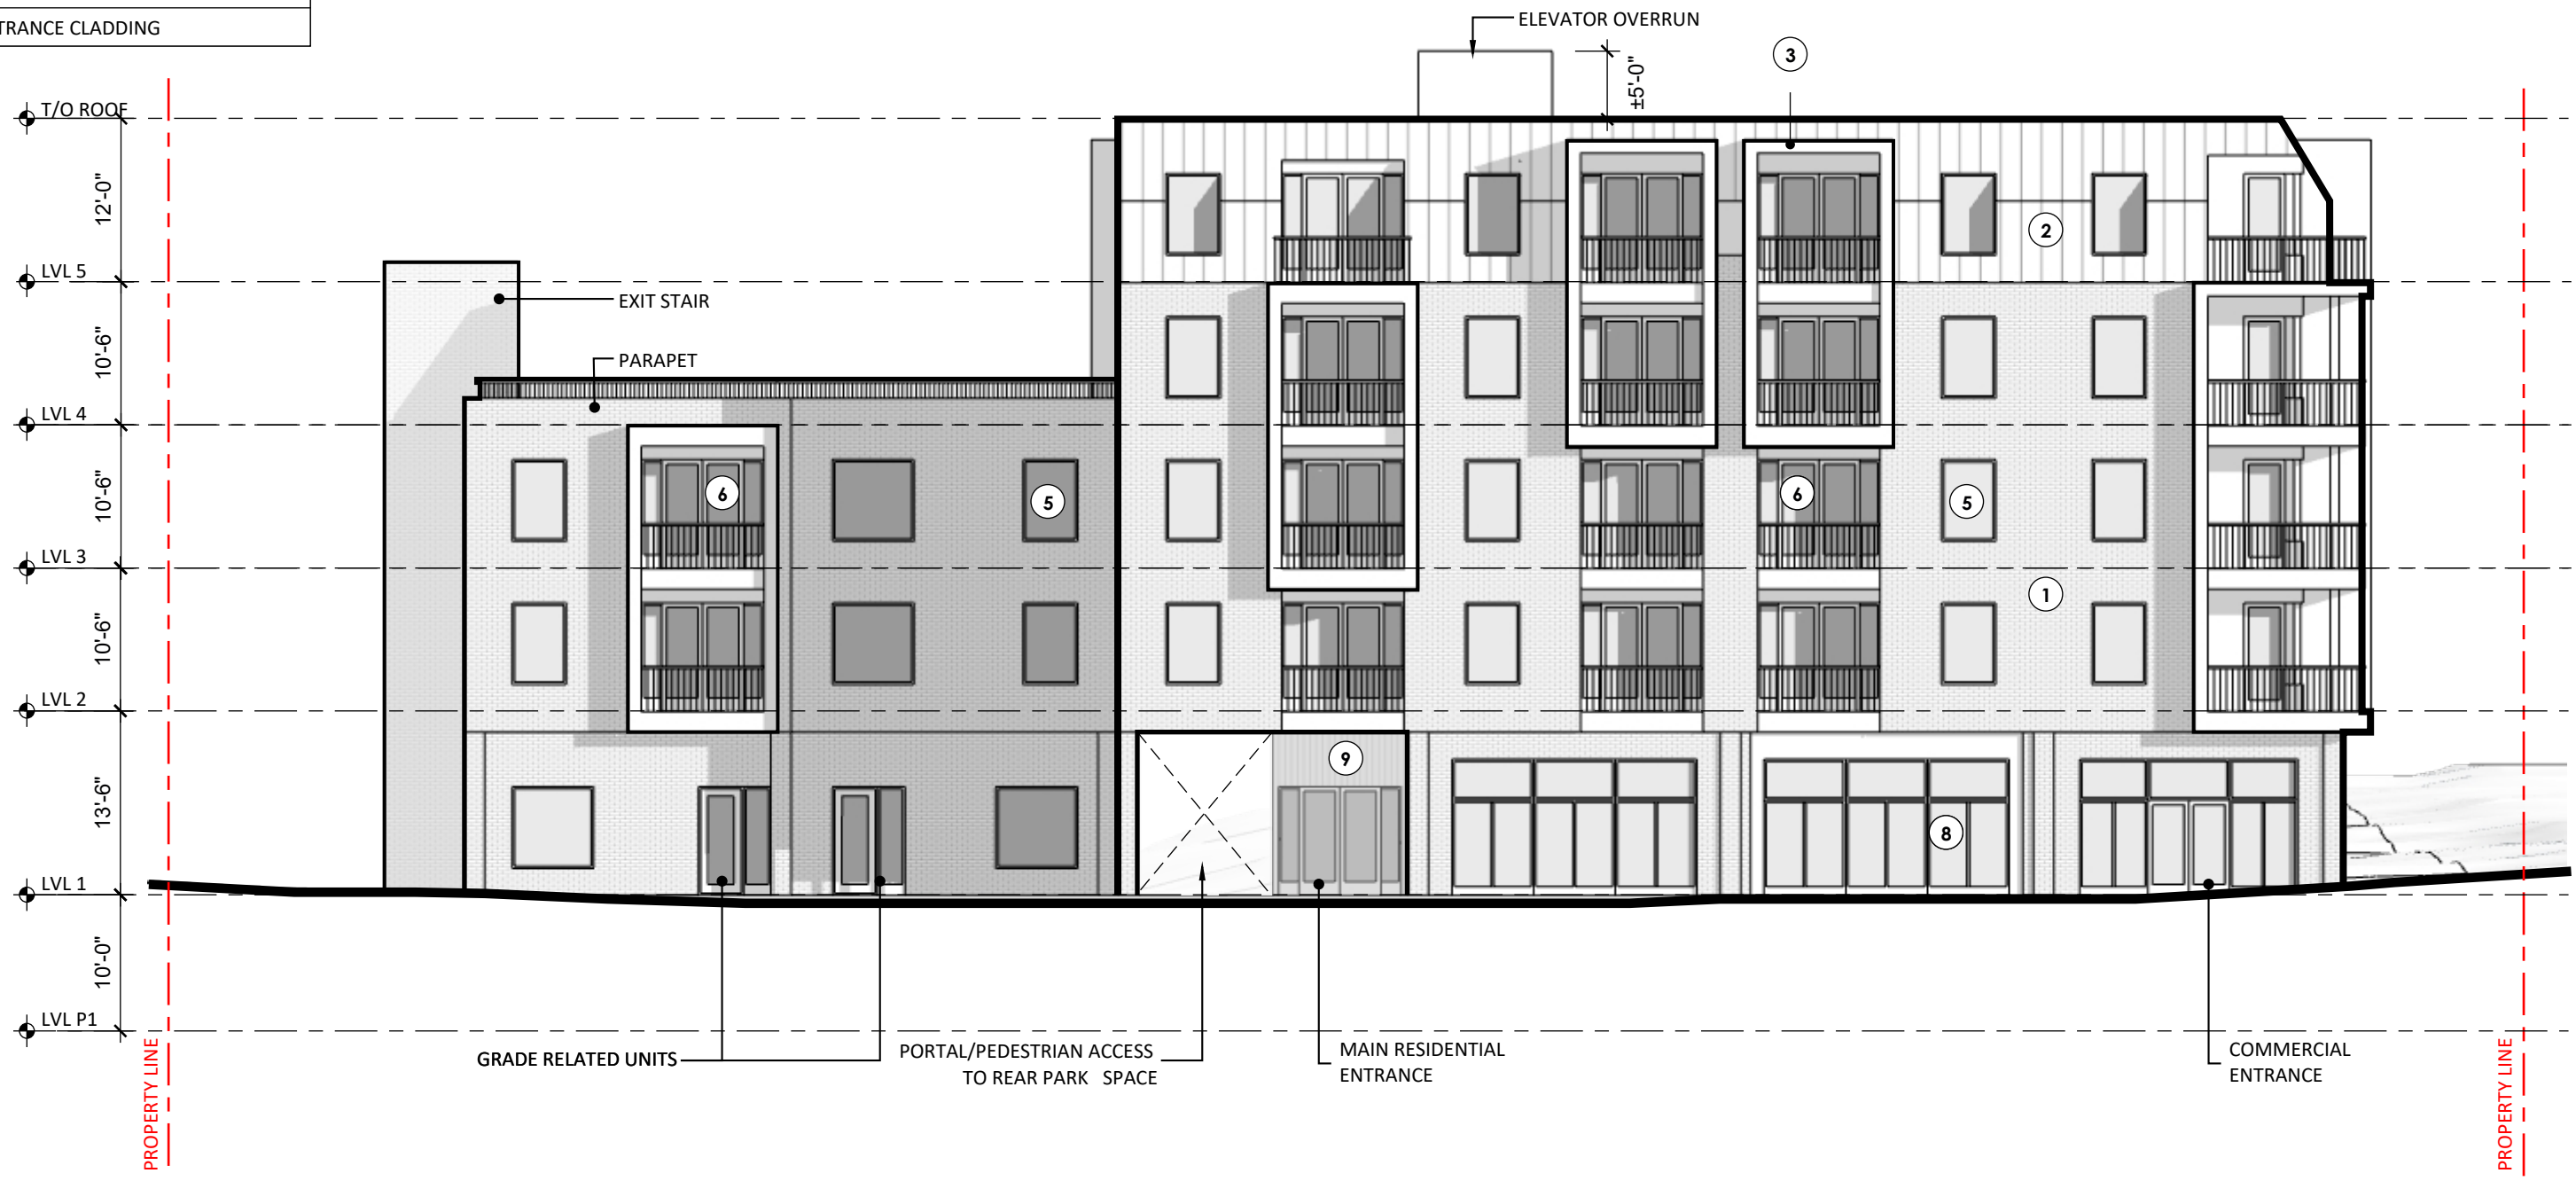 TRANCE CLADDING
ELEVATOR OVERRUN
±5'-0"
3
T/O ROOF
12'-0"
2
LVL 5
EXIT STAIR
10'-6"
PARAPET
LVL 4
10'-6"
6
5
6
5
LVL 3
10'-6"
1
LVL 2
13'-6"
9
8
LVL 1
10'-0"
LVL P1
GRADE RELATED UNITS
PORTAL/PEDESTRIAN ACCESS
TO REAR PARK SPACE
MAIN RESIDENTIAL
ENTRANCE
COMMERCIAL
ENTRANCE
PROPERTY LINE
PROPERTY LINE